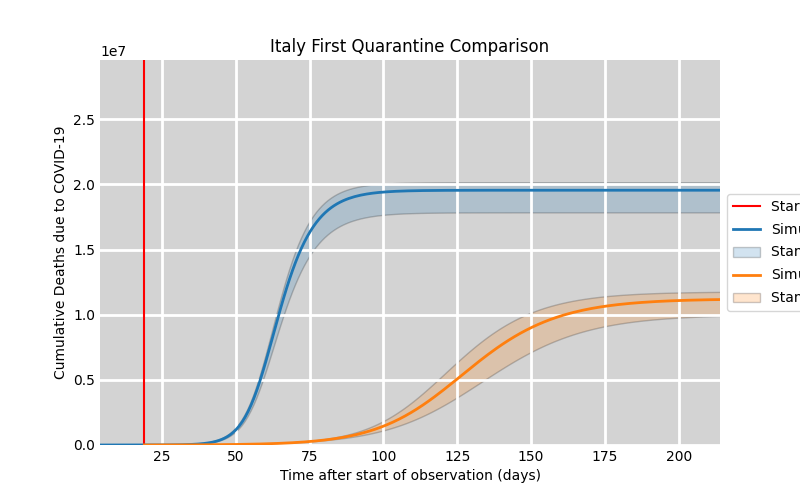 Italy First Quarantine Comparison
1e7
2.5
2.0
1.5
1.0
0.5
0.0
Cumulative Deaths due to COVID-19
25 50 75 100 125 150 175 200
Time after start of observation (days)
Star
Simu
Stan
Simu
Stan